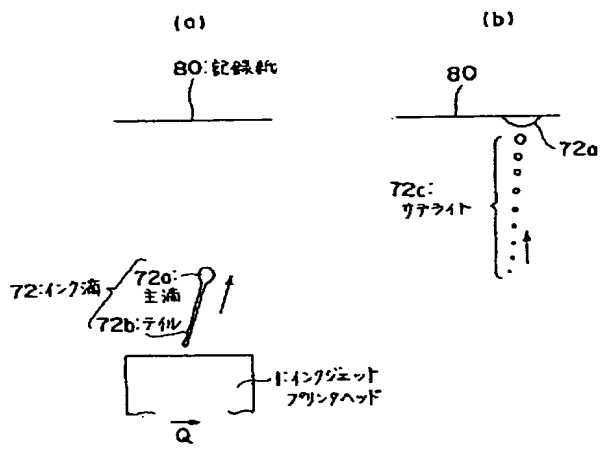 (a)
80:記録紙
72:インク滴
72a:
主滴
72b:テイル
1:インクジェット
プリンタヘッド
Q
(b)
80
72a
72c:
サテライト